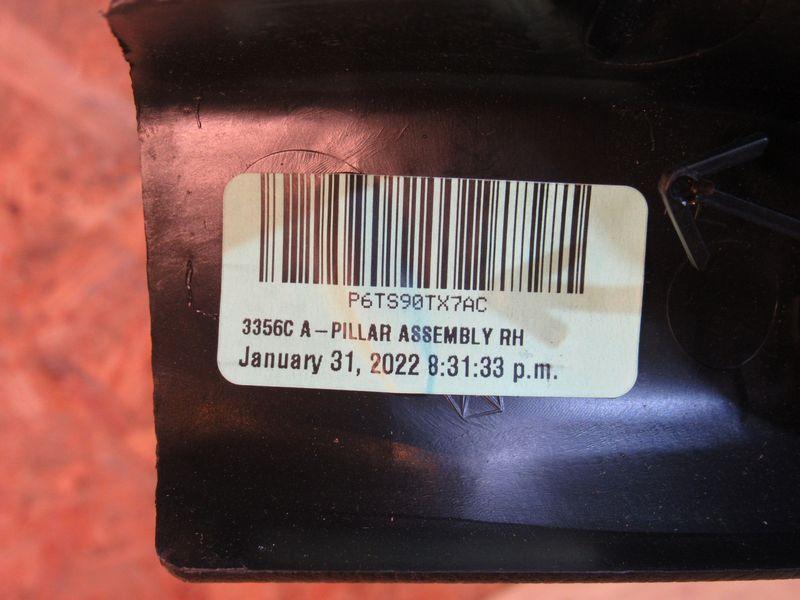 P6TS90TX7AC
3356C A-PILLAR ASSEMBLY RH
January 31, 2022 8:31:33 p.m.